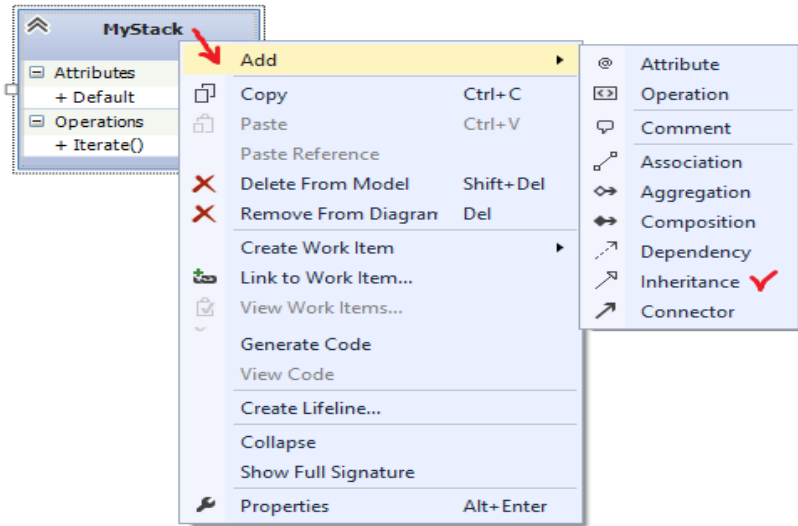 MyStack
Attributes
+ Default
Operations
+ Iterate()
Add
Copy Ctrl+C
Paste Ctrl+V
Paste Reference
Delete From Model Shift+Del
Remove From Diagram Del
Create Work Item
Link to Work Item...
View Work Items...
Generate Code
View Code
Create Lifeline...
Collapse
Show Full Signature
Properties Alt+Enter
Attribute
Operation
Comment
Association
Aggregation
Composition
Dependency
Inheritance
Connector